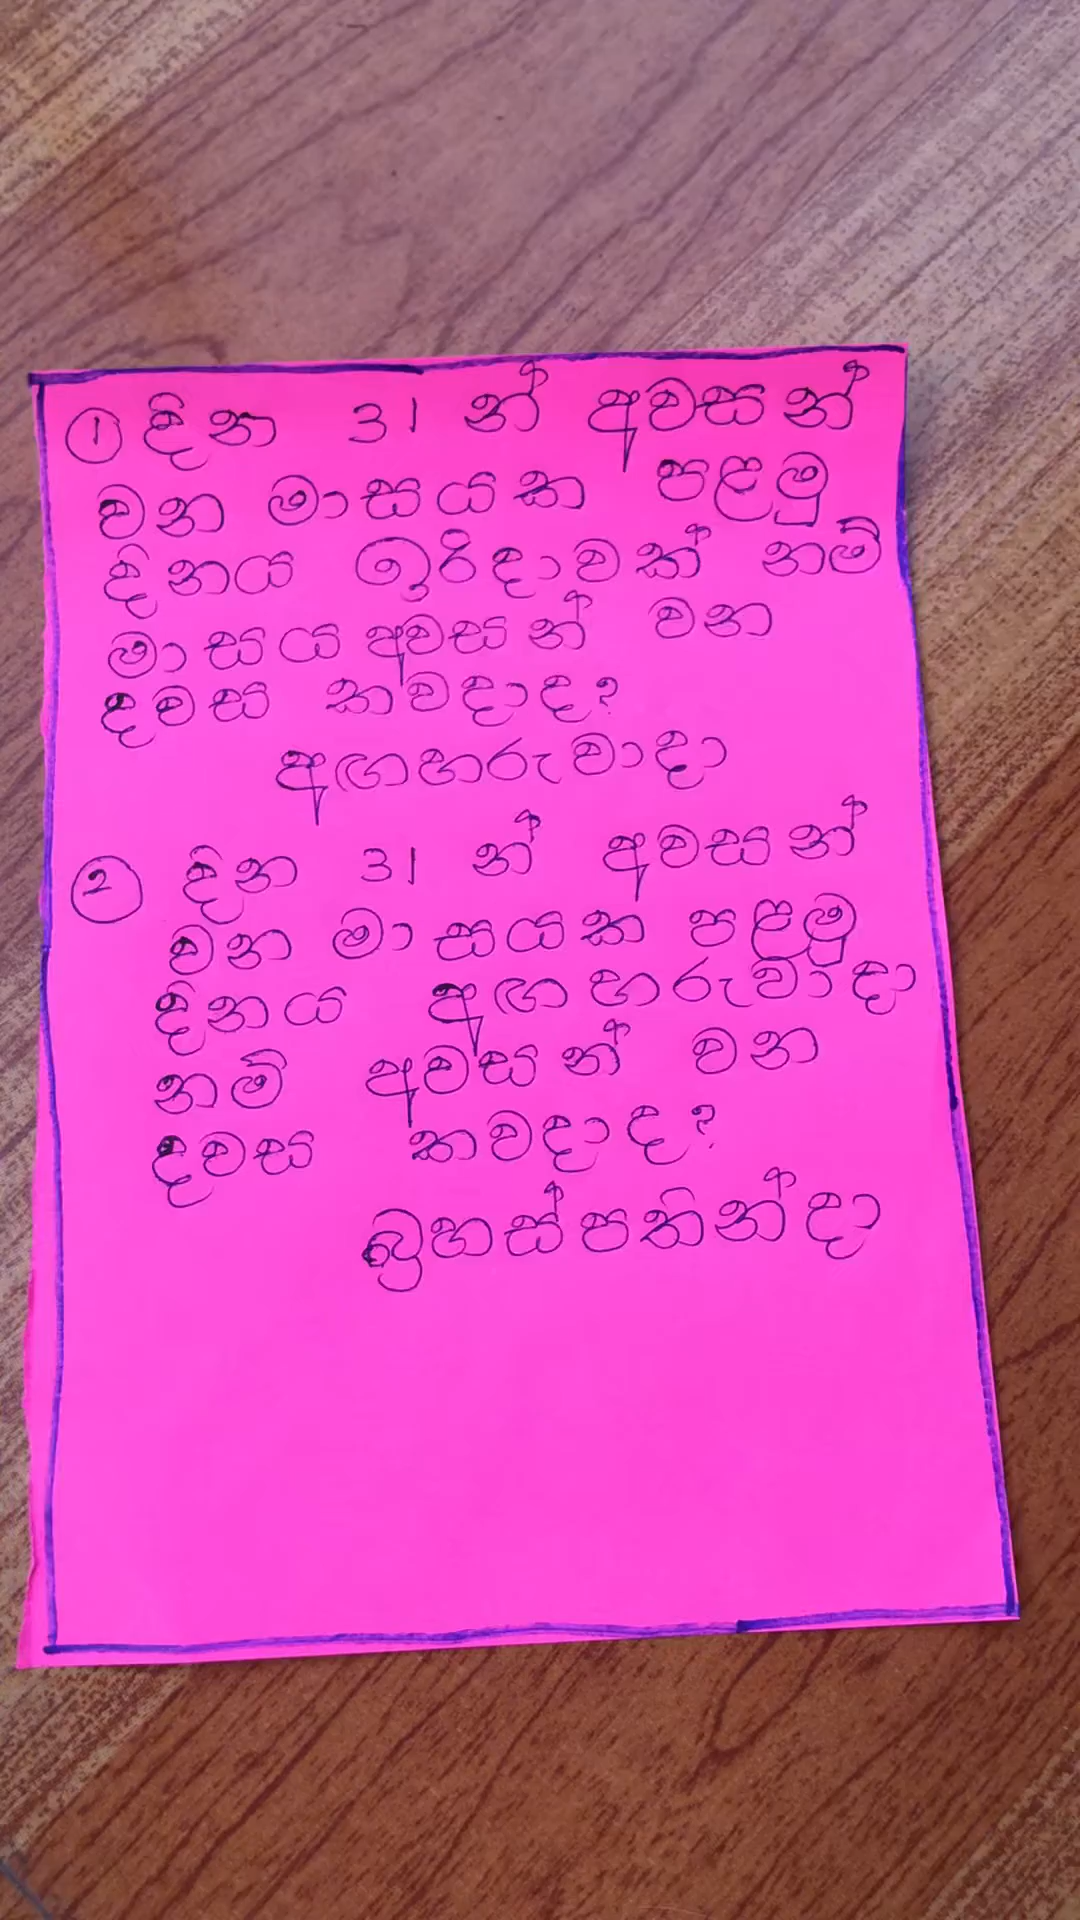 ① දින 31 න් අවසන්
වන මාසයක පළමු
දිනය ඉරිදාවක් නම්
මාසය අවසන් වන
දවස කවදාද?
අඟහරුවාදා
② දින 31 න් අවසන්
වන මාසයක පළමු
දිනය අඟහරුවාදා
නම් අවසන් වන
දවස කවදාද?
බ්‍රහස්පතින්දා